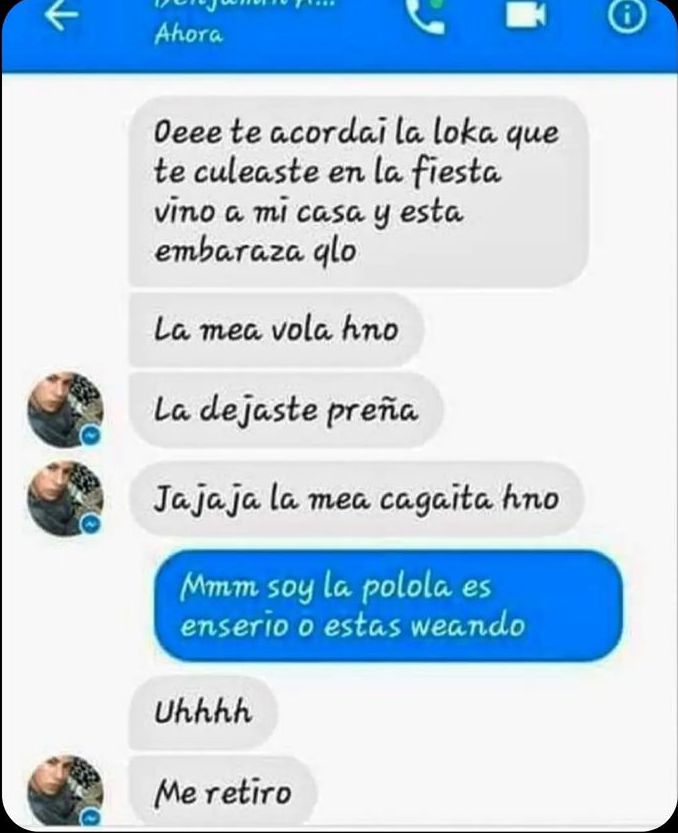 Ahora
Oeee te acordai la loka que
te culeaste en la fiesta
vino a mi casa y esta
embaraza qlo
La mea vola hno
La dejaste preña
Jajaja la mea cagaita hno
Mmm soy la polola es
enserio o estas weando
Uhhhh
Me retiro